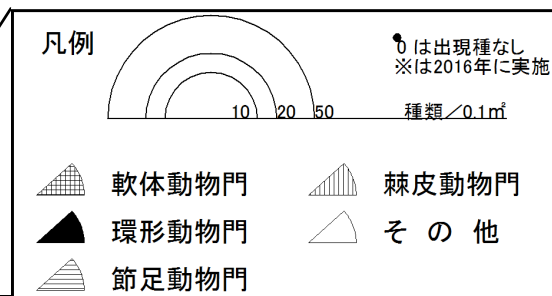 凡例
0 は出現種なし
※は2016年に実施
10 20 50 種類／0.1㎡
軟体動物門 棘皮動物門
環形動物門 その他
節足動物門